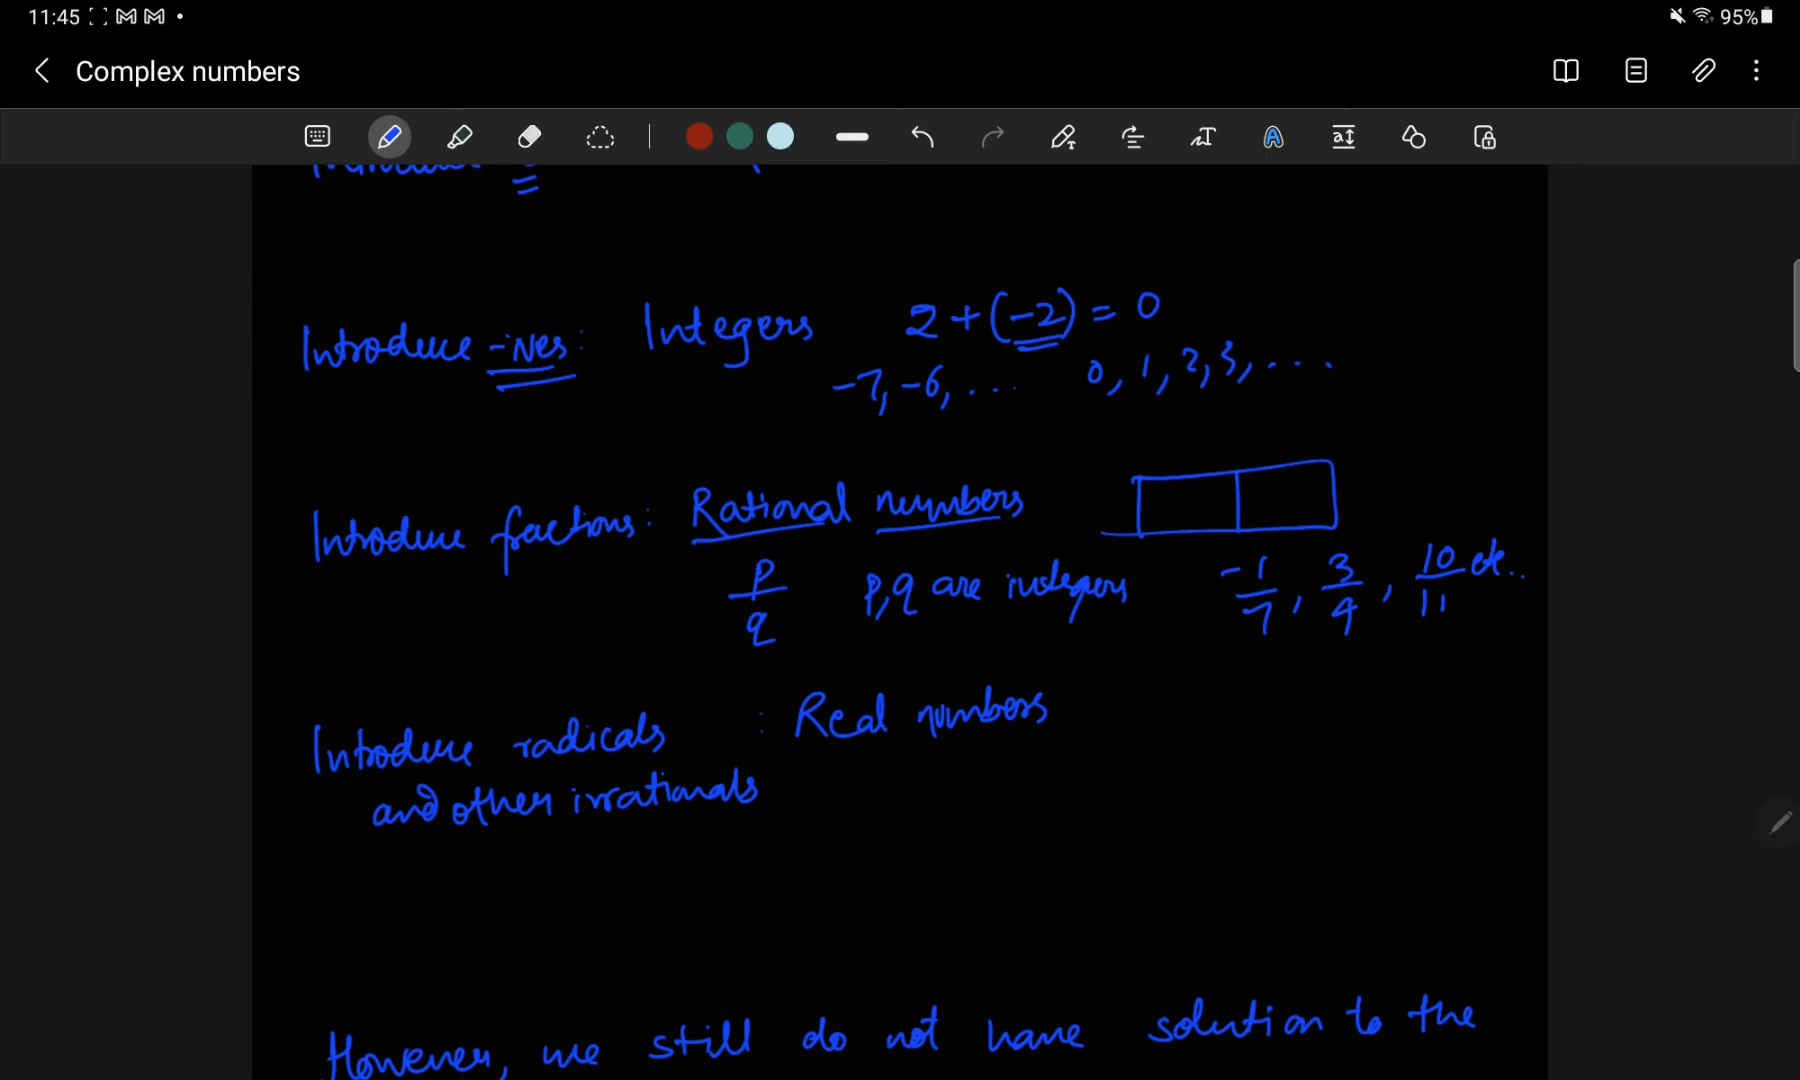 11:45
95%
Complex numbers
Introduce -ives: Integers 2 + (-2) = 0
-7, -6, ... 0, 1, 2, 3, ....
Introduce fractions: Rational numbers
p/q p,q are integers -1/7, 3/4, 10/11 etc..
Introduce radicals : Real numbers
and other irrationals
However, we still do not have solution to the